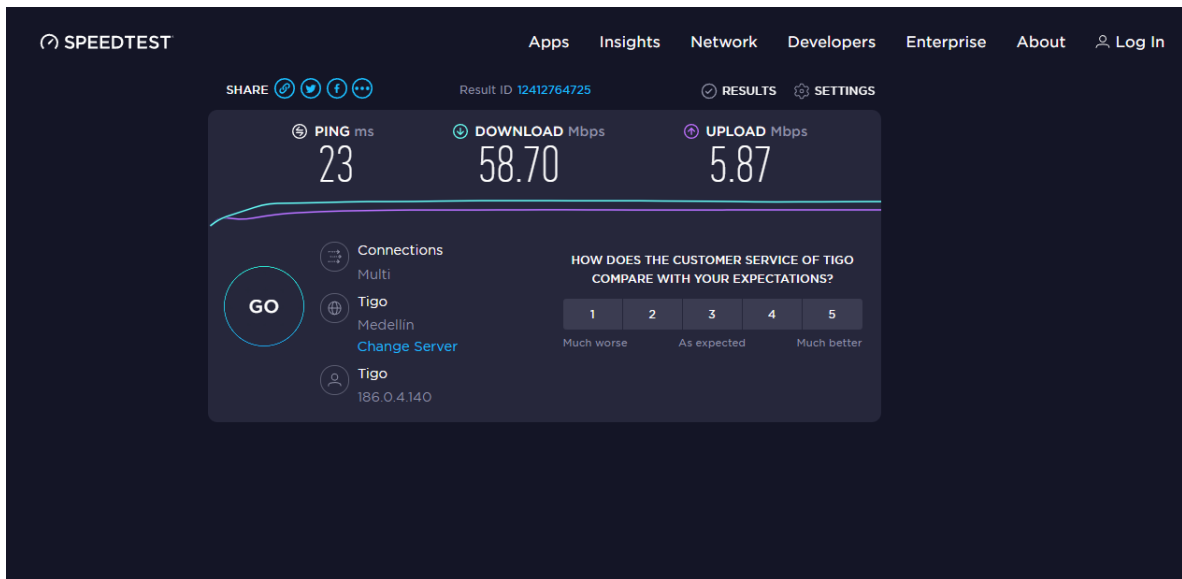 SPEEDTEST Apps Insights Network Developers Enterprise About Log In
SHARE Result ID 12412764725 RESULTS SETTINGS
PING ms DOWNLOAD Mbps UPLOAD Mbps
23 58.70 5.87
GO
Connections
Multi
Tigo
Medellín
Change Server
Tigo
186.0.4.140
HOW DOES THE CUSTOMER SERVICE OF TIGO
COMPARE WITH YOUR EXPECTATIONS?
1 2 3 4 5
Much worse As expected Much better